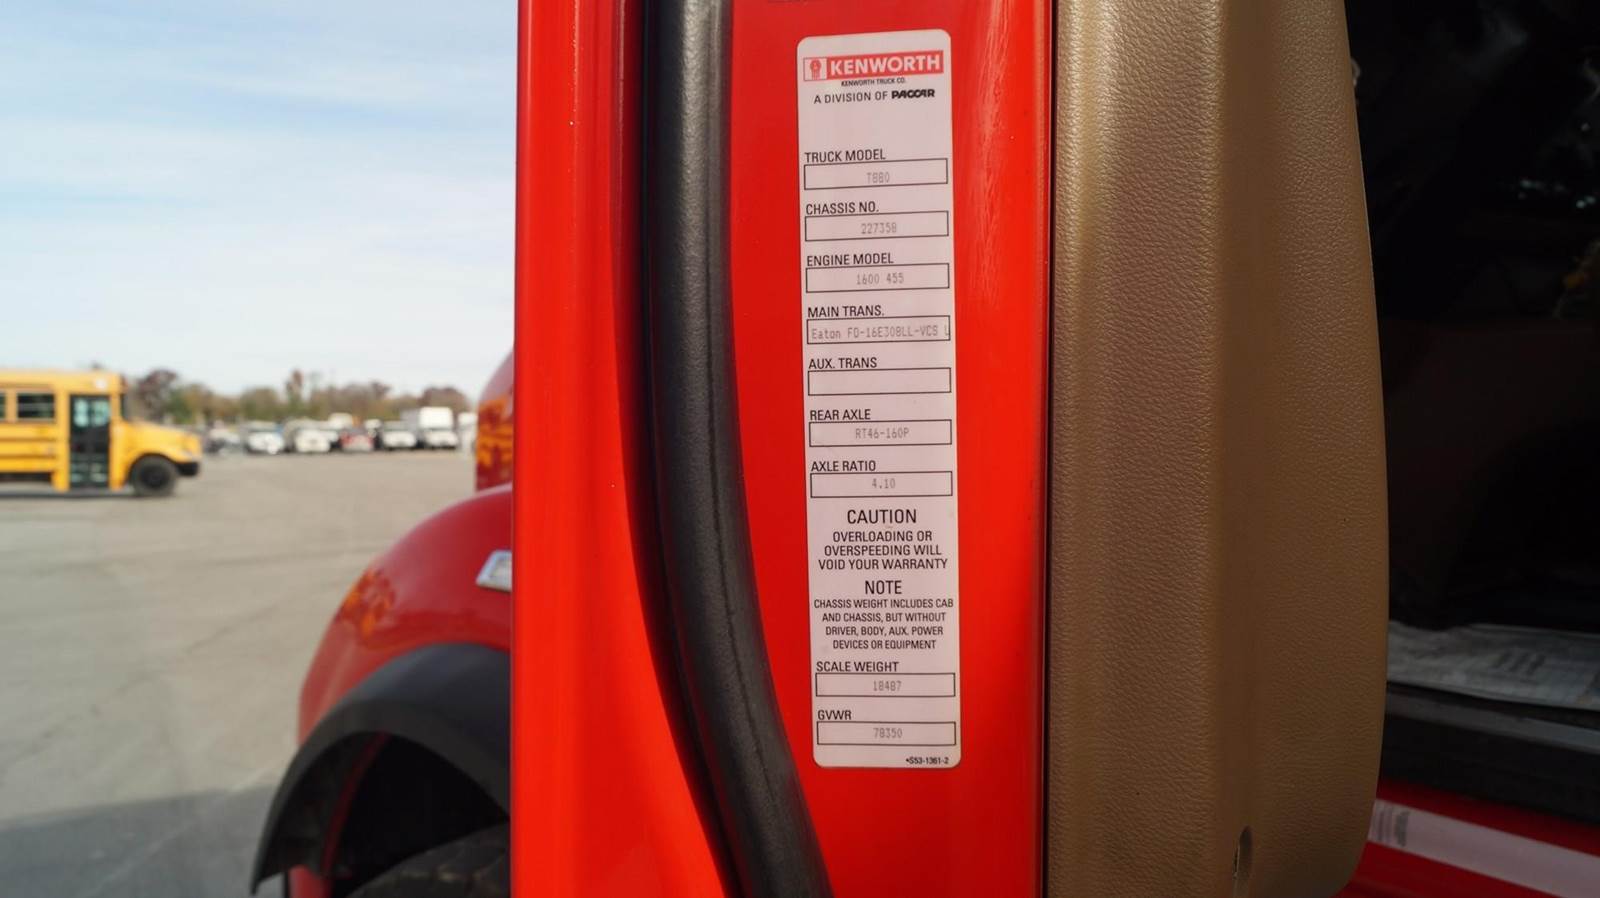 KENWORTH
KENWORTH TRUCK CO.
A DIVISION OF PACCAR
TRUCK MODEL
T880
CHASSIS NO.
227358
ENGINE MODEL
1600 455
MAIN TRANS.
Eaton FO-16E308LL-VCS
AUX. TRANS
REAR AXLE
RT46-160P
AXLE RATIO
4.10
CAUTION
OVERLOADING OR
OVERSPEEDING WILL
VOID YOUR WARRANTY
NOTE
CHASSIS WEIGHT INCLUDES CAB
AND CHASSIS, BUT WITHOUT
DRIVER, BODY, AUX. POWER
DEVICES OR EQUIPMENT
SCALE WEIGHT
18487
GVWR
78350
•S53-1361-2